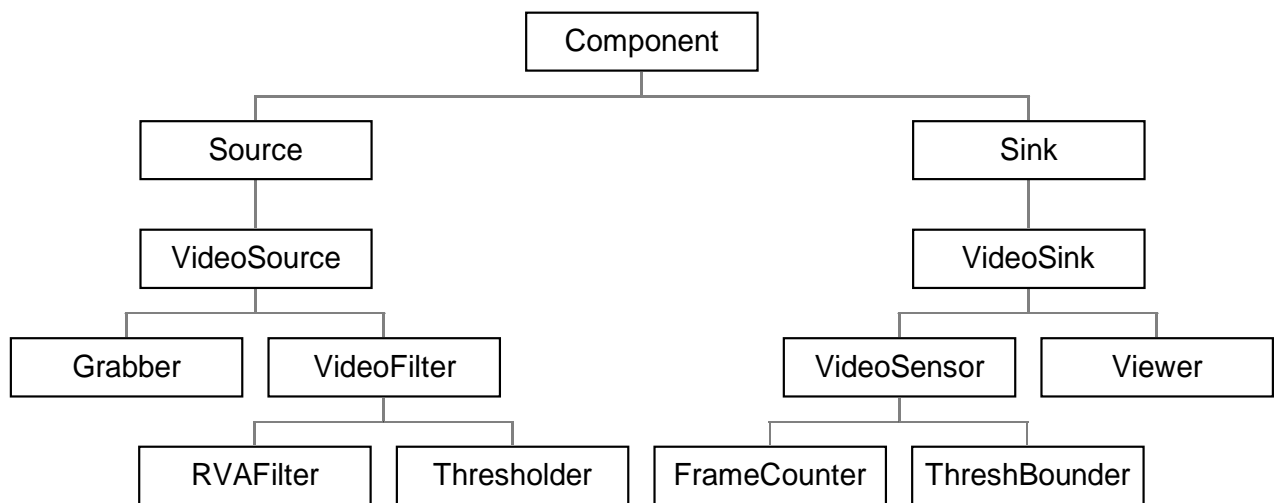 Component
Source
Sink
VideoSource
VideoSink
Grabber
VideoFilter
VideoSensor
Viewer
RVAFilter
Thresholder
FrameCounter
ThreshBounder